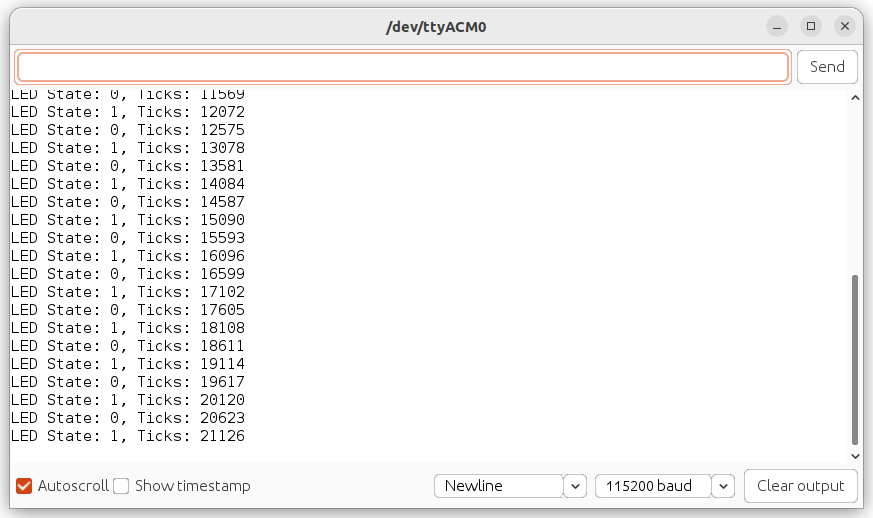 /dev/ttyACM0
Send
LED State: 0, Ticks: 11569
LED State: 1, Ticks: 12072
LED State: 0, Ticks: 12575
LED State: 1, Ticks: 13078
LED State: 0, Ticks: 13581
LED State: 1, Ticks: 14084
LED State: 0, Ticks: 14587
LED State: 1, Ticks: 15090
LED State: 0, Ticks: 15593
LED State: 1, Ticks: 16096
LED State: 0, Ticks: 16599
LED State: 1, Ticks: 17102
LED State: 0, Ticks: 17605
LED State: 1, Ticks: 18108
LED State: 0, Ticks: 18611
LED State: 1, Ticks: 19114
LED State: 0, Ticks: 19617
LED State: 1, Ticks: 20120
LED State: 0, Ticks: 20623
LED State: 1, Ticks: 21126
Autoscroll Show timestamp Newline 115200 baud Clear output